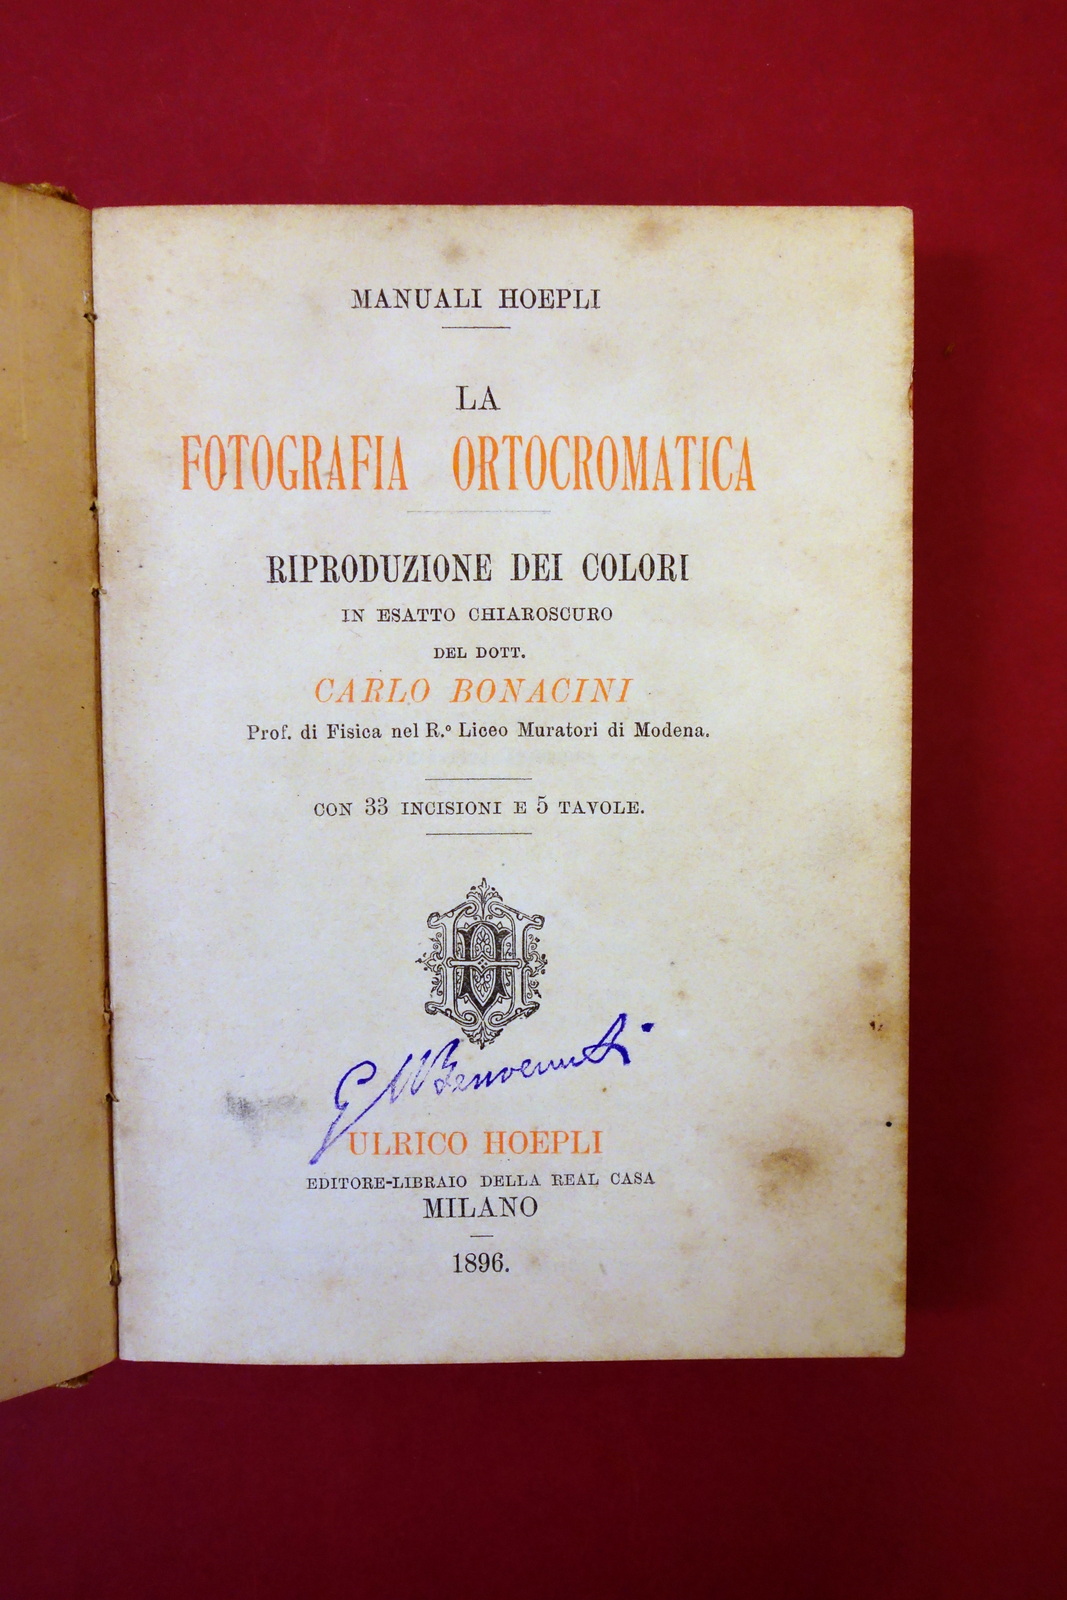 MANUALI HOEPLI
LA
FOTOGRAFIA ORTOCROMATICA
RIPRODUZIONE DEI COLORI
IN ESATTO CHIAROSCURO
DEL DOTT.
CARLO BONACINI
Prof. di Fisica nel R.º Liceo Muratori di Modena.
CON 33 INCISIONI E 5 TAVOLE.
Benvenuti
ULRICO HOEPLI
EDITORE-LIBRAIO DELLA REAL CASA
MILANO
1896.